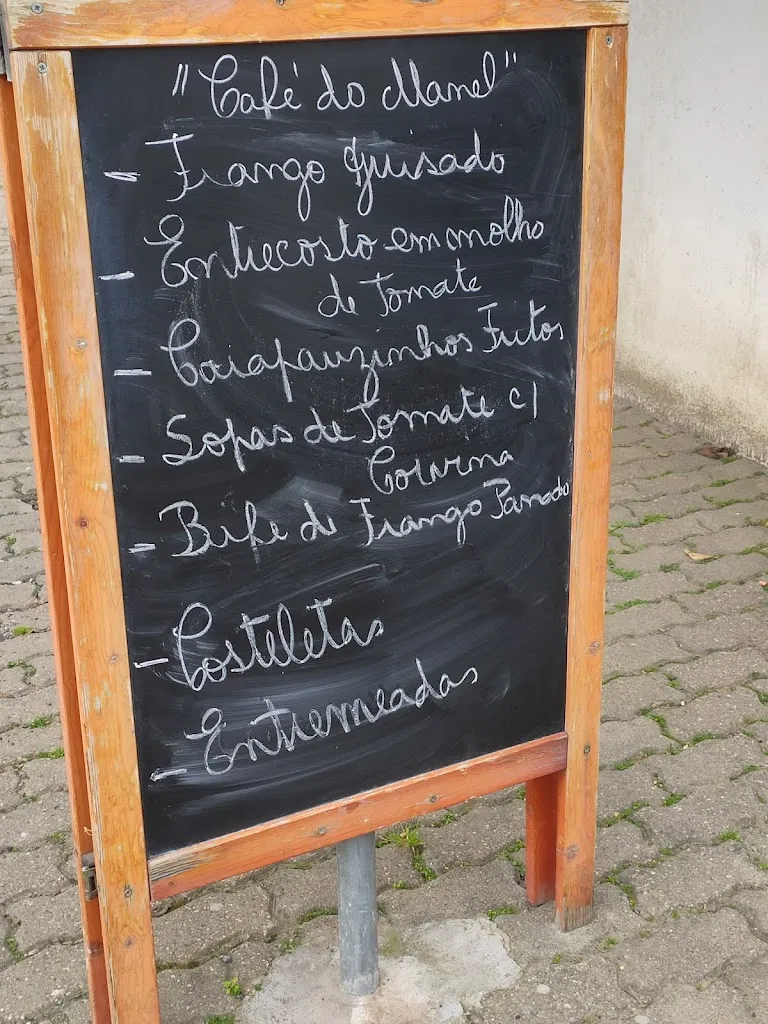 "Café do Manel"
- Frango Guisado
- Entrecosto em molho
de Tomate
- Carapauzinhos Fritos
- Sopas de Tomate c/
Corvina
- Bife de Frango Panado
- Costeletas
- Entremeadas